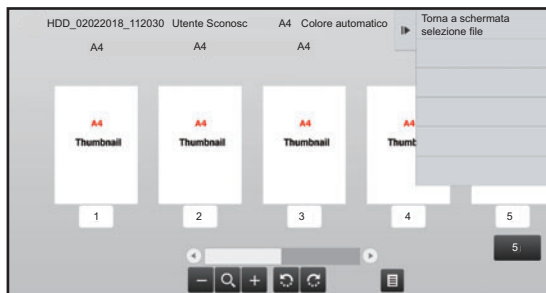 HDD_02022018_112030 Utente Sconosc A4 Colore automatico
Torna a schermata
selezione file
A4 A4 A4
A4 A4 A4 A4
Thumbnail Thumbnail Thumbnail Thumb
1 2 3 4 5
5